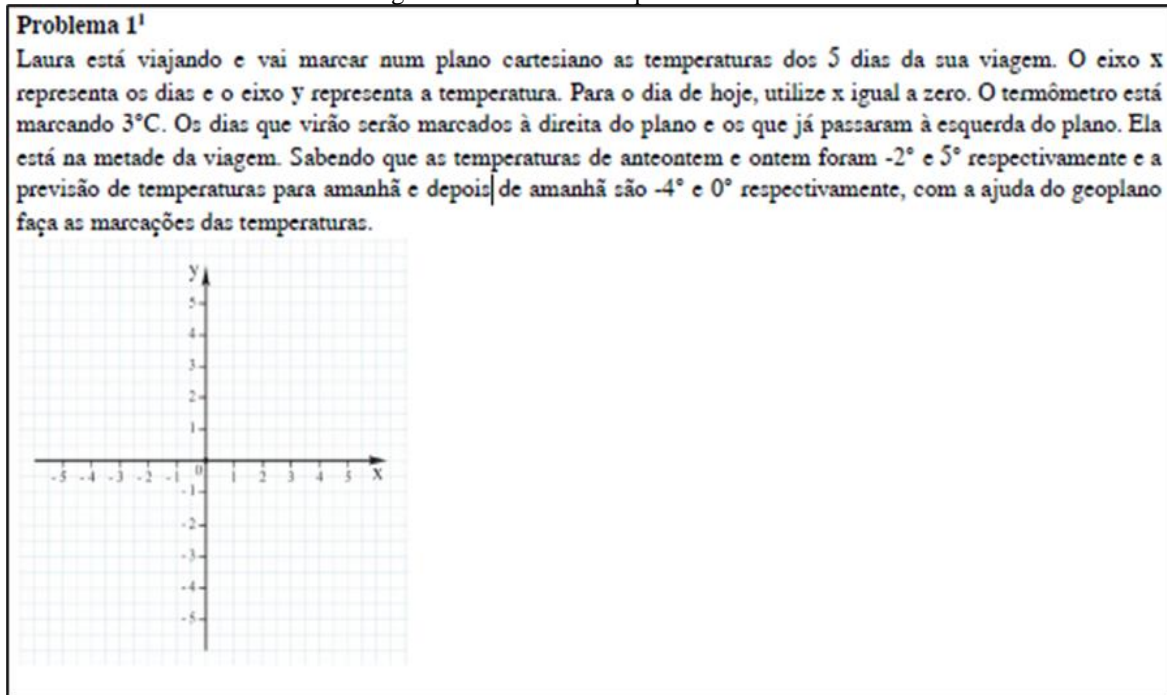 Problema 1¹
Laura está viajando e vai marcar num plano cartesiano as temperaturas dos 5 dias da sua viagem. O eixo x
representa os dias e o eixo y representa a temperatura. Para o dia de hoje, utilize x igual a zero. O termômetro está
marcando 3°C. Os dias que virão serão marcados à direita do plano e os que já passaram à esquerda do plano. Ela
está na metade da viagem. Sabendo que as temperaturas de anteontem e ontem foram -2° e 5° respectivamente e a
previsão de temperaturas para amanhã e depois de amanhã são -4° e 0° respectivamente, com a ajuda do geoplano
faça as marcações das temperaturas.
y
5
4
3
2
1
-5 -4 -3 -2 -1 0 1 2 3 4 5 x
-1
-2
-3
-4
-5